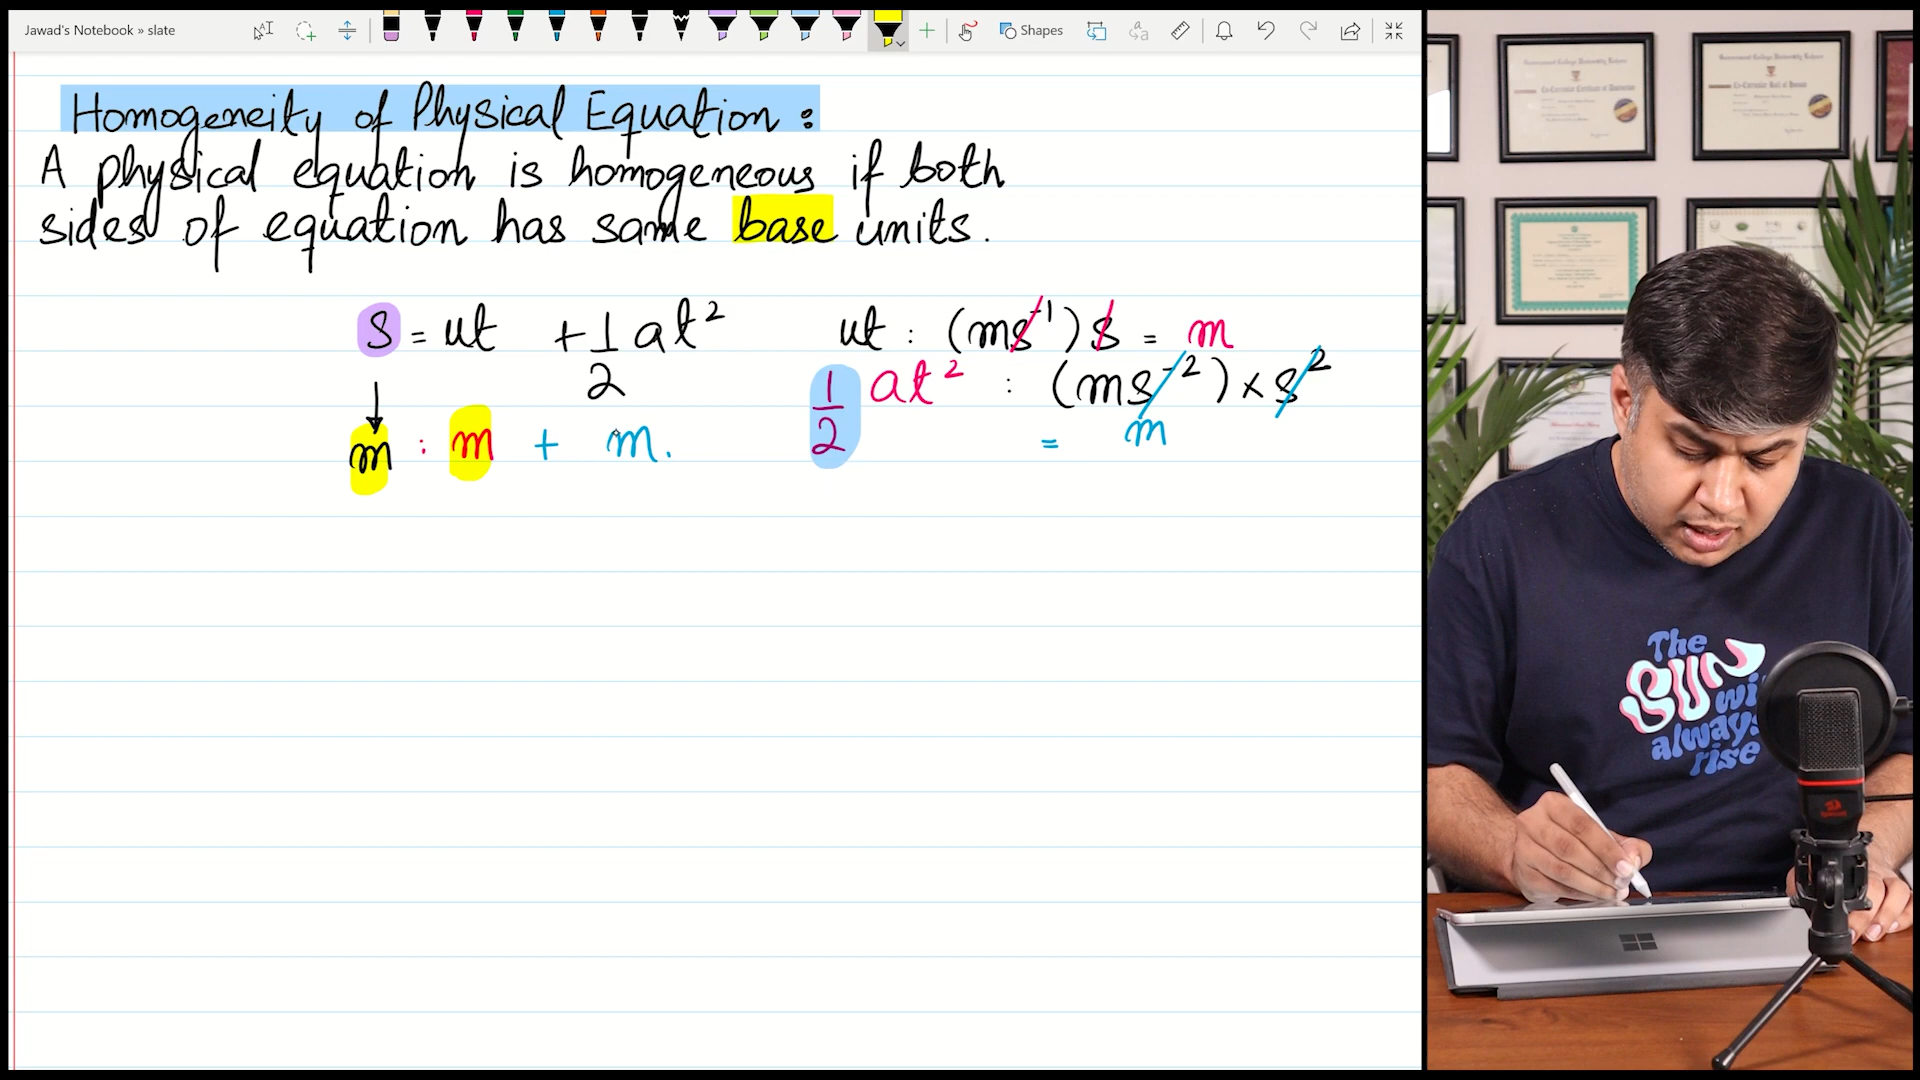 Jawad's Notebook » slate
Shapes
Homogeneity of Physical Equation :
A physical equation is homogeneous if both
sides of equation has same base units.
S = ut + 1/2 at² ut : (ms⁻¹) s = m
1/2 at² : (ms⁻²) × s²
m : m + m. = m
The
SUN
wi
always
rise